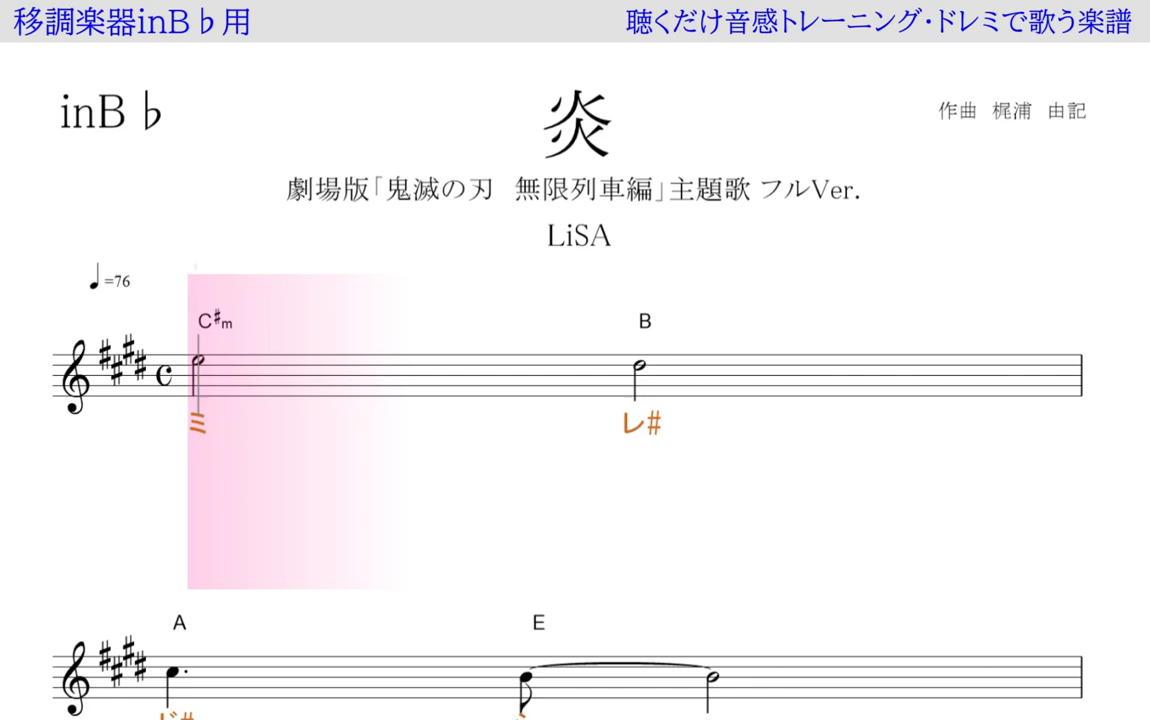 移調楽器inB♭用
聴くだけ音感トレーニング・ドレミで歌う楽譜
inB♭
炎
作曲 梶浦 由記
劇場版「鬼滅の刃 無限列車編」主題歌 フルVer.
LiSA
♩=76
C#m B
ミ レ#
A E
ド#